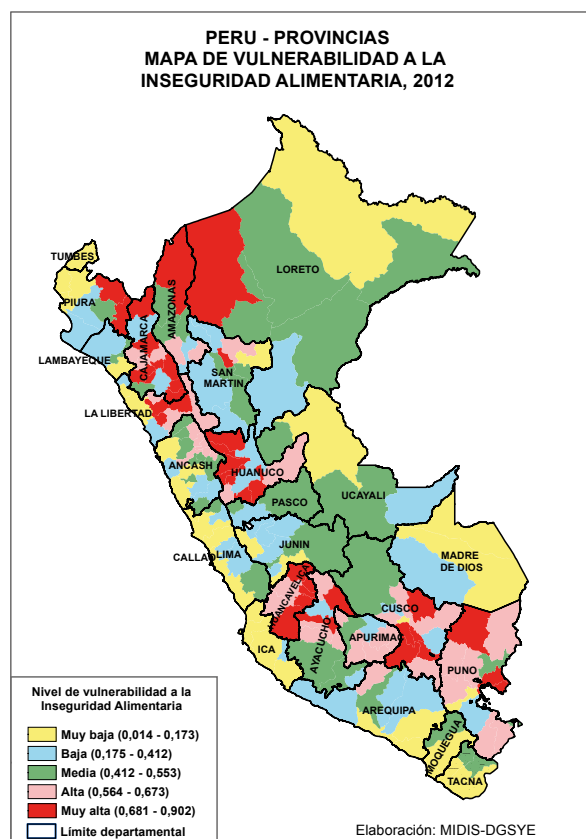 PERU - PROVINCIAS
MAPA DE VULNERABILIDAD A LA
INSEGURIDAD ALIMENTARIA, 2012
LORETO
TUMBES
PIURA
AMAZONAS
CAJAMARCA
LAMBAYEQUE
SAN
MARTIN
LA LIBERTAD
ANCASH
HUANUCO
UCAYALI
PASCO
JUNIN
CALLAO
LIMA
MADRE
DE DIOS
HUANCAVELICA
CUSCO
APURIMAC
AYACUCHO
ICA
PUNO
AREQUIPA
MOQUEGUA
TACNA
Nivel de vulnerabilidad a la
Inseguridad Alimentaria
Muy baja (0,014 - 0,173)
Baja (0,175 - 0,412)
Media (0,412 - 0,553)
Alta (0,564 - 0,673)
Muy alta (0,681 - 0,902)
Límite departamental
Elaboración: MIDIS-DGSYE